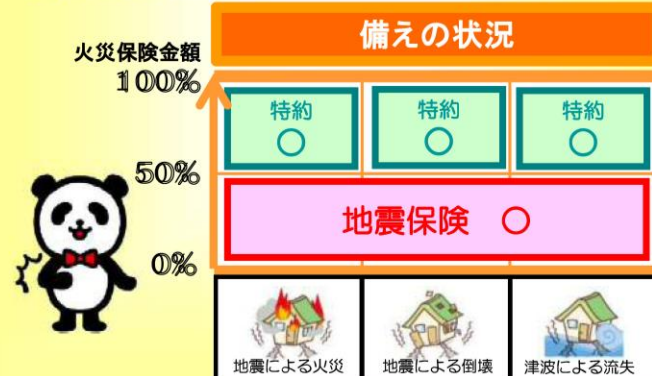 備えの状況
火災保険金額
100%
特約 特約 特約
○ ○ ○
50%
地震保険 ○
0%
地震による火災 地震による倒壊 津波による流失